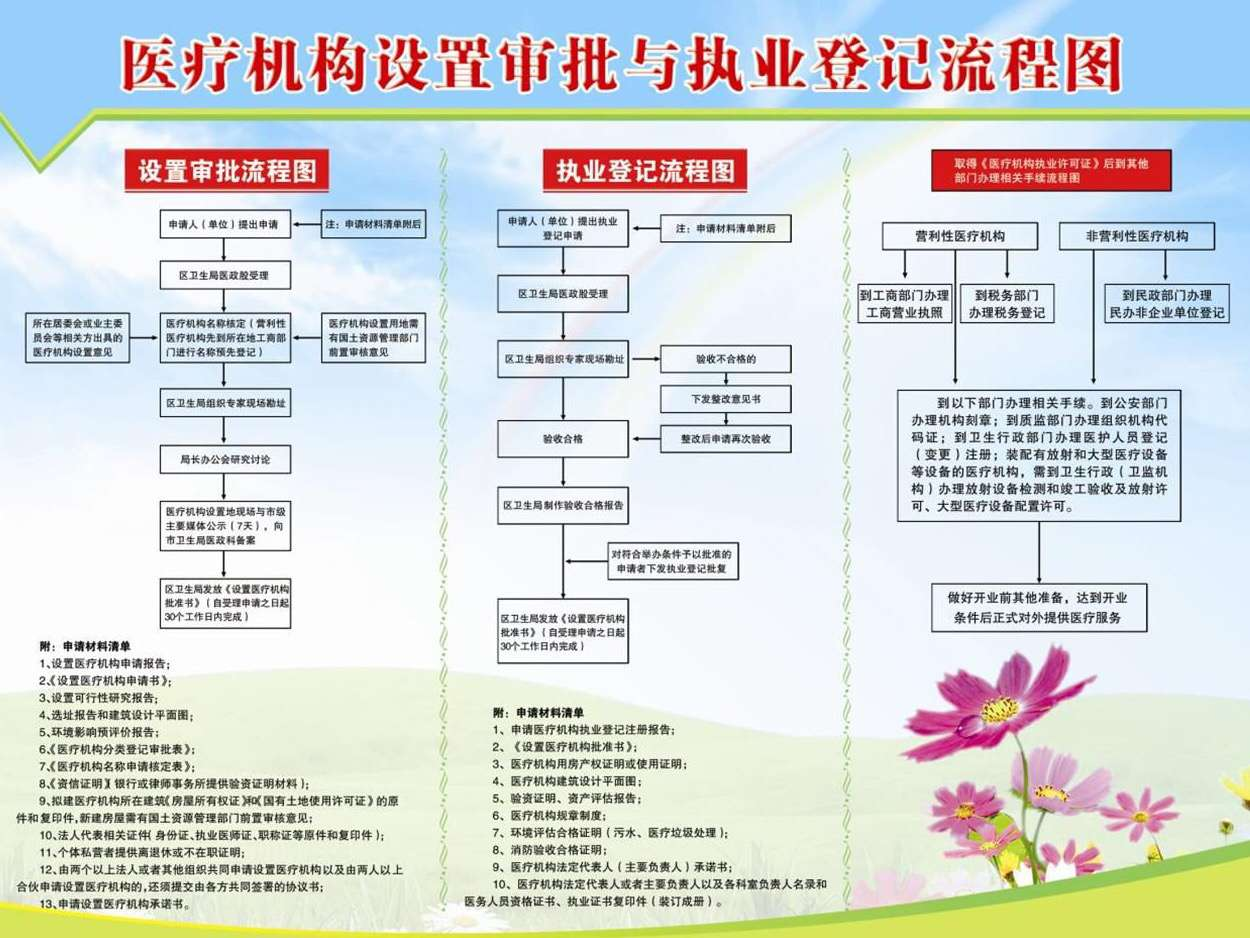 医疗机构设置审批与执业登记流程图
设置审批流程图
申请人（单位）提出申请
注：申请材料清单附后
区卫生局医政股受理
所在居委会或业主委
员会等相关方出具的
医疗机构设置意见
医疗机构名称核定（营利性
医疗机构先到所在地工商部
门进行名称预先登记）
医疗机构设置用地需
有国土资源管理部门
前置审核意见
区卫生局组织专家现场勘址
局长办公会研究讨论
医疗机构设置地现场与市级
主要媒体公示（7天），向
市卫生局医政科备案
区卫生局发放《设置医疗机构
批准书》（自受理申请之日起
30个工作日内完成）
附：申请材料清单
1、设置医疗机构申请报告；
2、《设置医疗机构申请书》；
3、设置可行性研究报告；
4、选址报告和建筑设计平面图；
5、环境影响预评价报告；
6、《医疗机构分类登记审批表》；
7、《医疗机构名称申请核定表》；
8、《资信证明》（银行或律师事务所提供验资证明材料）；
9、拟建医疗机构所在建筑《房屋所有权证》和《国有土地使用许可证》的原
件和复印件，新建房屋需有国土资源管理部门前置审核意见；
10、法人代表相关证件（身份证、执业医师证、职称证等原件和复印件）；
11、个体私营者提供离退休或不在职证明；
12、由两个以上法人或者其他组织共同申请设置医疗机构以及由两人以上
合伙申请设置医疗机构的，还须提交由各方共同签署的协议书；
13、申请设置医疗机构承诺书。
执业登记流程图
申请人（单位）提出执业
登记申请
注：申请材料清单附后
区卫生局医政股受理
区卫生局组织专家现场勘址
验收不合格的
下发整改意见书
验收合格
整改后申请再次验收
区卫生局制作验收合格报告
对符合举办条件予以批准的
申请者下发执业登记批复
区卫生局发放《设置医疗机构
批准书》（自受理申请之日起
30个工作日内完成）
附：申请材料清单
1、申请医疗机构执业登记注册报告；
2、《设置医疗机构批准书》；
3、医疗机构用房产权证明或使用证明；
4、医疗机构建筑设计平面图；
5、验资证明、资产评估报告；
6、医疗机构规章制度；
7、环境评估合格证明（污水、医疗垃圾处理）；
8、消防验收合格证明；
9、医疗机构法定代表人（主要负责人）承诺书；
10、医疗机构法定代表人或者主要负责人以及各科室负责人名录和
医务人员资格证书、执业证书复印件（装订成册）。
取得《医疗机构执业许可证》后到其他
部门办理相关手续流程图
营利性医疗机构
非营利性医疗机构
到工商部门办理
工商营业执照
到税务部门
办理税务登记
到民政部门办理
民办非企业单位登记
到以下部门办理相关手续。到公安部门
办理机构刻章；到质监部门办理组织机构代
码证；到卫生行政部门办理医护人员登记
（变更）注册；装配有放射和大型医疗设备
等设备的医疗机构，需到卫生行政（卫监机
构）办理放射设备检测和竣工验收及放射许
可、大型医疗设备配置许可。
做好开业前其他准备，达到开业
条件后正式对外提供医疗服务